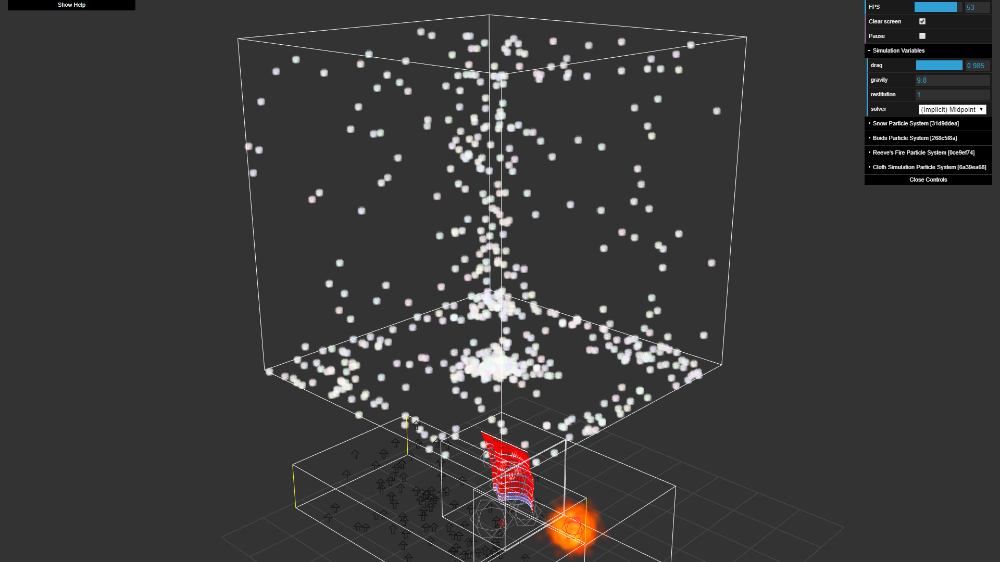 Show Help
FPS 53
Clear screen
Pause
Simulation Variables
drag 0.985
gravity 9.8
restitution 1
solver (Implicit) Midpoint
Snow Particle System [31d9ddea]
Boids Particle System [268c5f8a]
Reeve's Fire Particle System [0ce9ef74]
Cloth Simulation Particle System [6a39ea68]
Close Controls